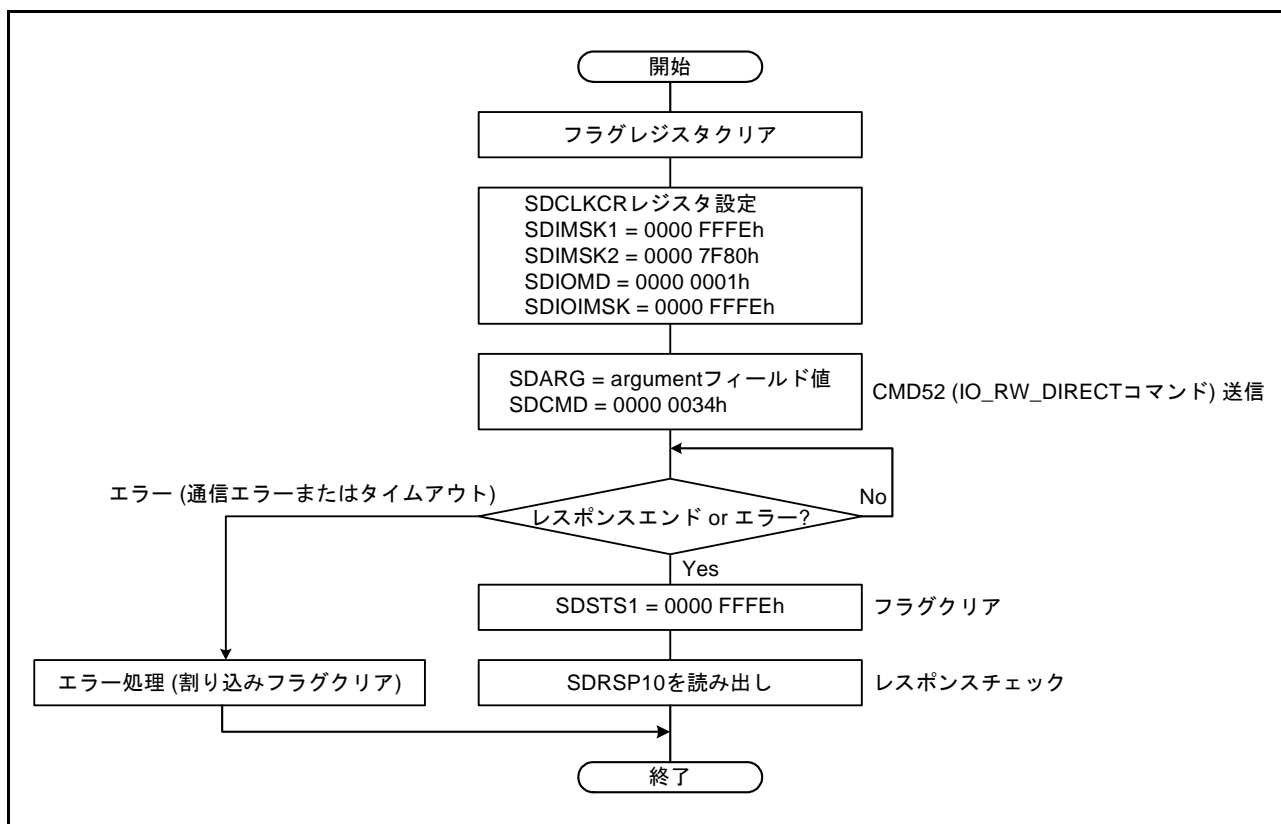 開始
フラグレジスタクリア
SDCLKCRレジスタ設定
SDIMSK1 = 0000 FFFEh
SDIMSK2 = 0000 7F80h
SDIOMD = 0000 0001h
SDIOIMSK = 0000 FFFEh
SDARG = argumentフィールド値
SDCMD = 0000 0034h
CMD52 (IO_RW_DIRECTコマンド) 送信
エラー (通信エラーまたはタイムアウト)
No
レスポンスエンド or エラー?
Yes
SDSTS1 = 0000 FFFEh
フラグクリア
エラー処理 (割り込みフラグクリア)
SDRSP10を読み出し
レスポンスチェック
終了